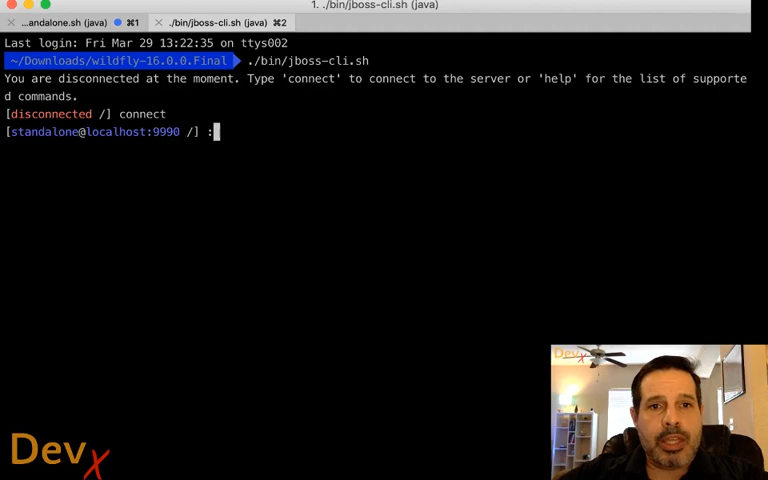 1. ./bin/jboss-cli.sh (java)
...andalone.sh (java) ⌘1 ./bin/jboss-cli.sh (java) ⌘2
Last login: Fri Mar 29 13:22:35 on ttys002
~/Downloads/wildfly-16.0.0.Final ./bin/jboss-cli.sh
You are disconnected at the moment. Type 'connect' to connect to the server or 'help' for the list of supporte
d commands.
[disconnected /] connect
[standalone@localhost:9990 /] :
Dev X
Dev X